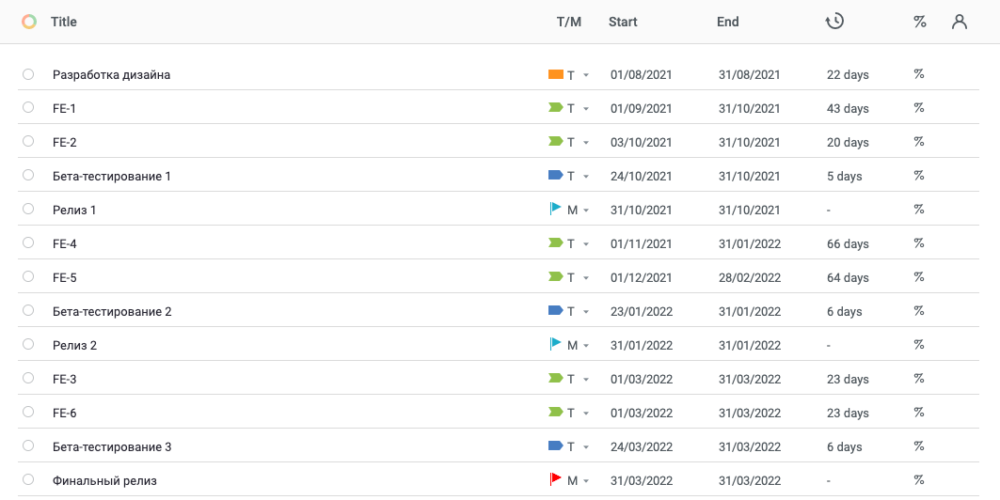 Title T/M Start End %
Разработка дизайна T 01/08/2021 31/08/2021 22 days %
FE-1 T 01/09/2021 31/10/2021 43 days %
FE-2 T 03/10/2021 31/10/2021 20 days %
Бета-тестирование 1 T 24/10/2021 31/10/2021 5 days %
Релиз 1 M 31/10/2021 31/10/2021 - %
FE-4 T 01/11/2021 31/01/2022 66 days %
FE-5 T 01/12/2021 28/02/2022 64 days %
Бета-тестирование 2 T 23/01/2022 31/01/2022 6 days %
Релиз 2 M 31/01/2022 31/01/2022 - %
FE-3 T 01/03/2022 31/03/2022 23 days %
FE-6 T 01/03/2022 31/03/2022 23 days %
Бета-тестирование 3 T 24/03/2022 31/03/2022 6 days %
Финальный релиз M 31/03/2022 31/03/2022 - %